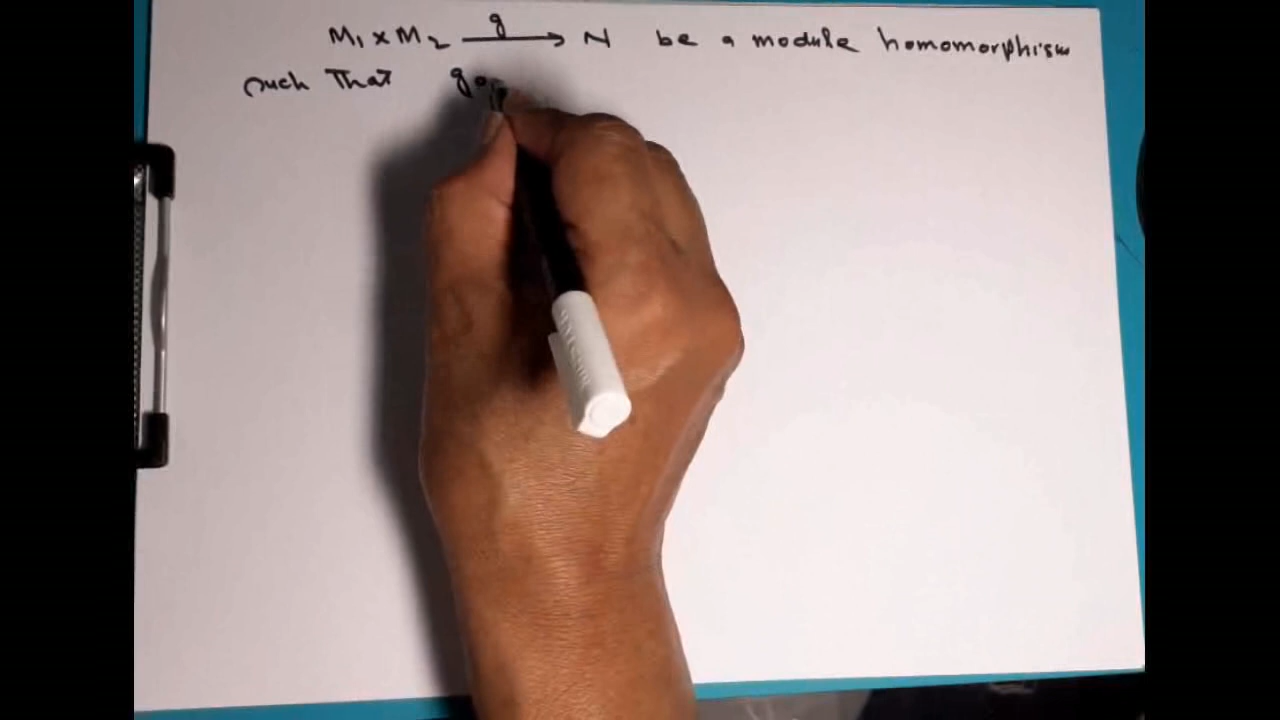 M₁ × M₂ —g→ N be a module homomorphism
such that g∘